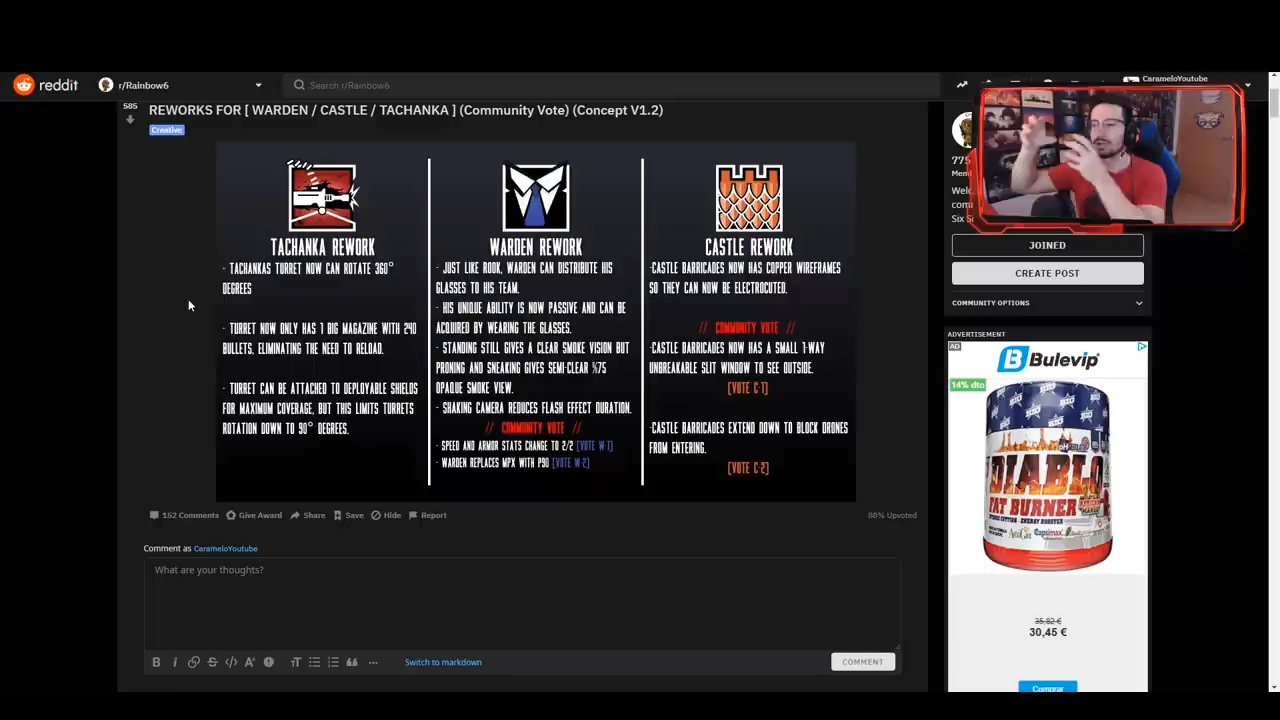 reddit
r/Rainbow6
Search r/Rainbow6
CarameloYoutube
585
REWORKS FOR [ WARDEN / CASTLE / TACHANKA ] (Community Vote) (Concept V1.2)
Creative
TACHANKA REWORK
· TACHANKAS TURRET NOW CAN ROTATE 360°
DEGREES
· TURRET NOW ONLY HAS 1 BIG MAGAZINE WITH 240
BULLETS, ELIMINATING THE NEED TO RELOAD.
· TURRET CAN BE ATTACHED TO DEPLOYABLE SHIELDS
FOR MAXIMUM COVERAGE, BUT THIS LIMITS TURRETS
ROTATION DOWN TO 90° DEGREES.
WARDEN REWORK
· JUST LIKE ROOK, WARDEN CAN DISTRIBUTE HIS
GLASSES TO HIS TEAM.
· HIS UNIQUE ABILITY IS NOW PASSIVE AND CAN BE
ACQUIRED BY WEARING THE GLASSES.
· STANDING STILL GIVES A CLEAR SMOKE VISION BUT
PRONING AND SNEAKING GIVES SEMI-CLEAR %75
OPAQUE SMOKE VIEW.
· SHAKING CAMERA REDUCES FLASH EFFECT DURATION.
// COMMUNITY VOTE //
· SPEED AND ARMOR STATS CHANGE TO 2/2 [VOTE W-1]
· WARDEN REPLACES MPX WITH P90 [VOTE W-2]
CASTLE REWORK
·CASTLE BARRICADES NOW HAS COPPER WIREFRAMES
SO THEY CAN NOW BE ELECTROCUTED.
// COMMUNITY VOTE //
·CASTLE BARRICADES NOW HAS A SMALL 1-WAY
UNBREAKABLE SLIT WINDOW TO SEE OUTSIDE.
[VOTE C-1]
·CASTLE BARRICADES EXTEND DOWN TO BLOCK DRONES
FROM ENTERING.
[VOTE C-2]
152 Comments Give Award Share Save Hide Report
88% Upvoted
Comment as CarameloYoutube
What are your thoughts?
Switch to markdown
COMMENT
775
Mem
Welc
com
Six Si
JOINED
CREATE POST
COMMUNITY OPTIONS
ADVERTISEMENT
AD
Bulevip
14% dto
DIABLO
FAT BURNER
35,82 €
30,45 €
Comprar